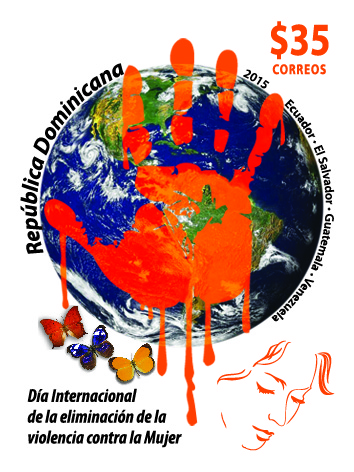 $35
CORREOS
República Dominicana
2015
Ecuador • El Salvador • Guatemala • Venezuela
Día Internacional
de la eliminación de la
violencia contra la Mujer